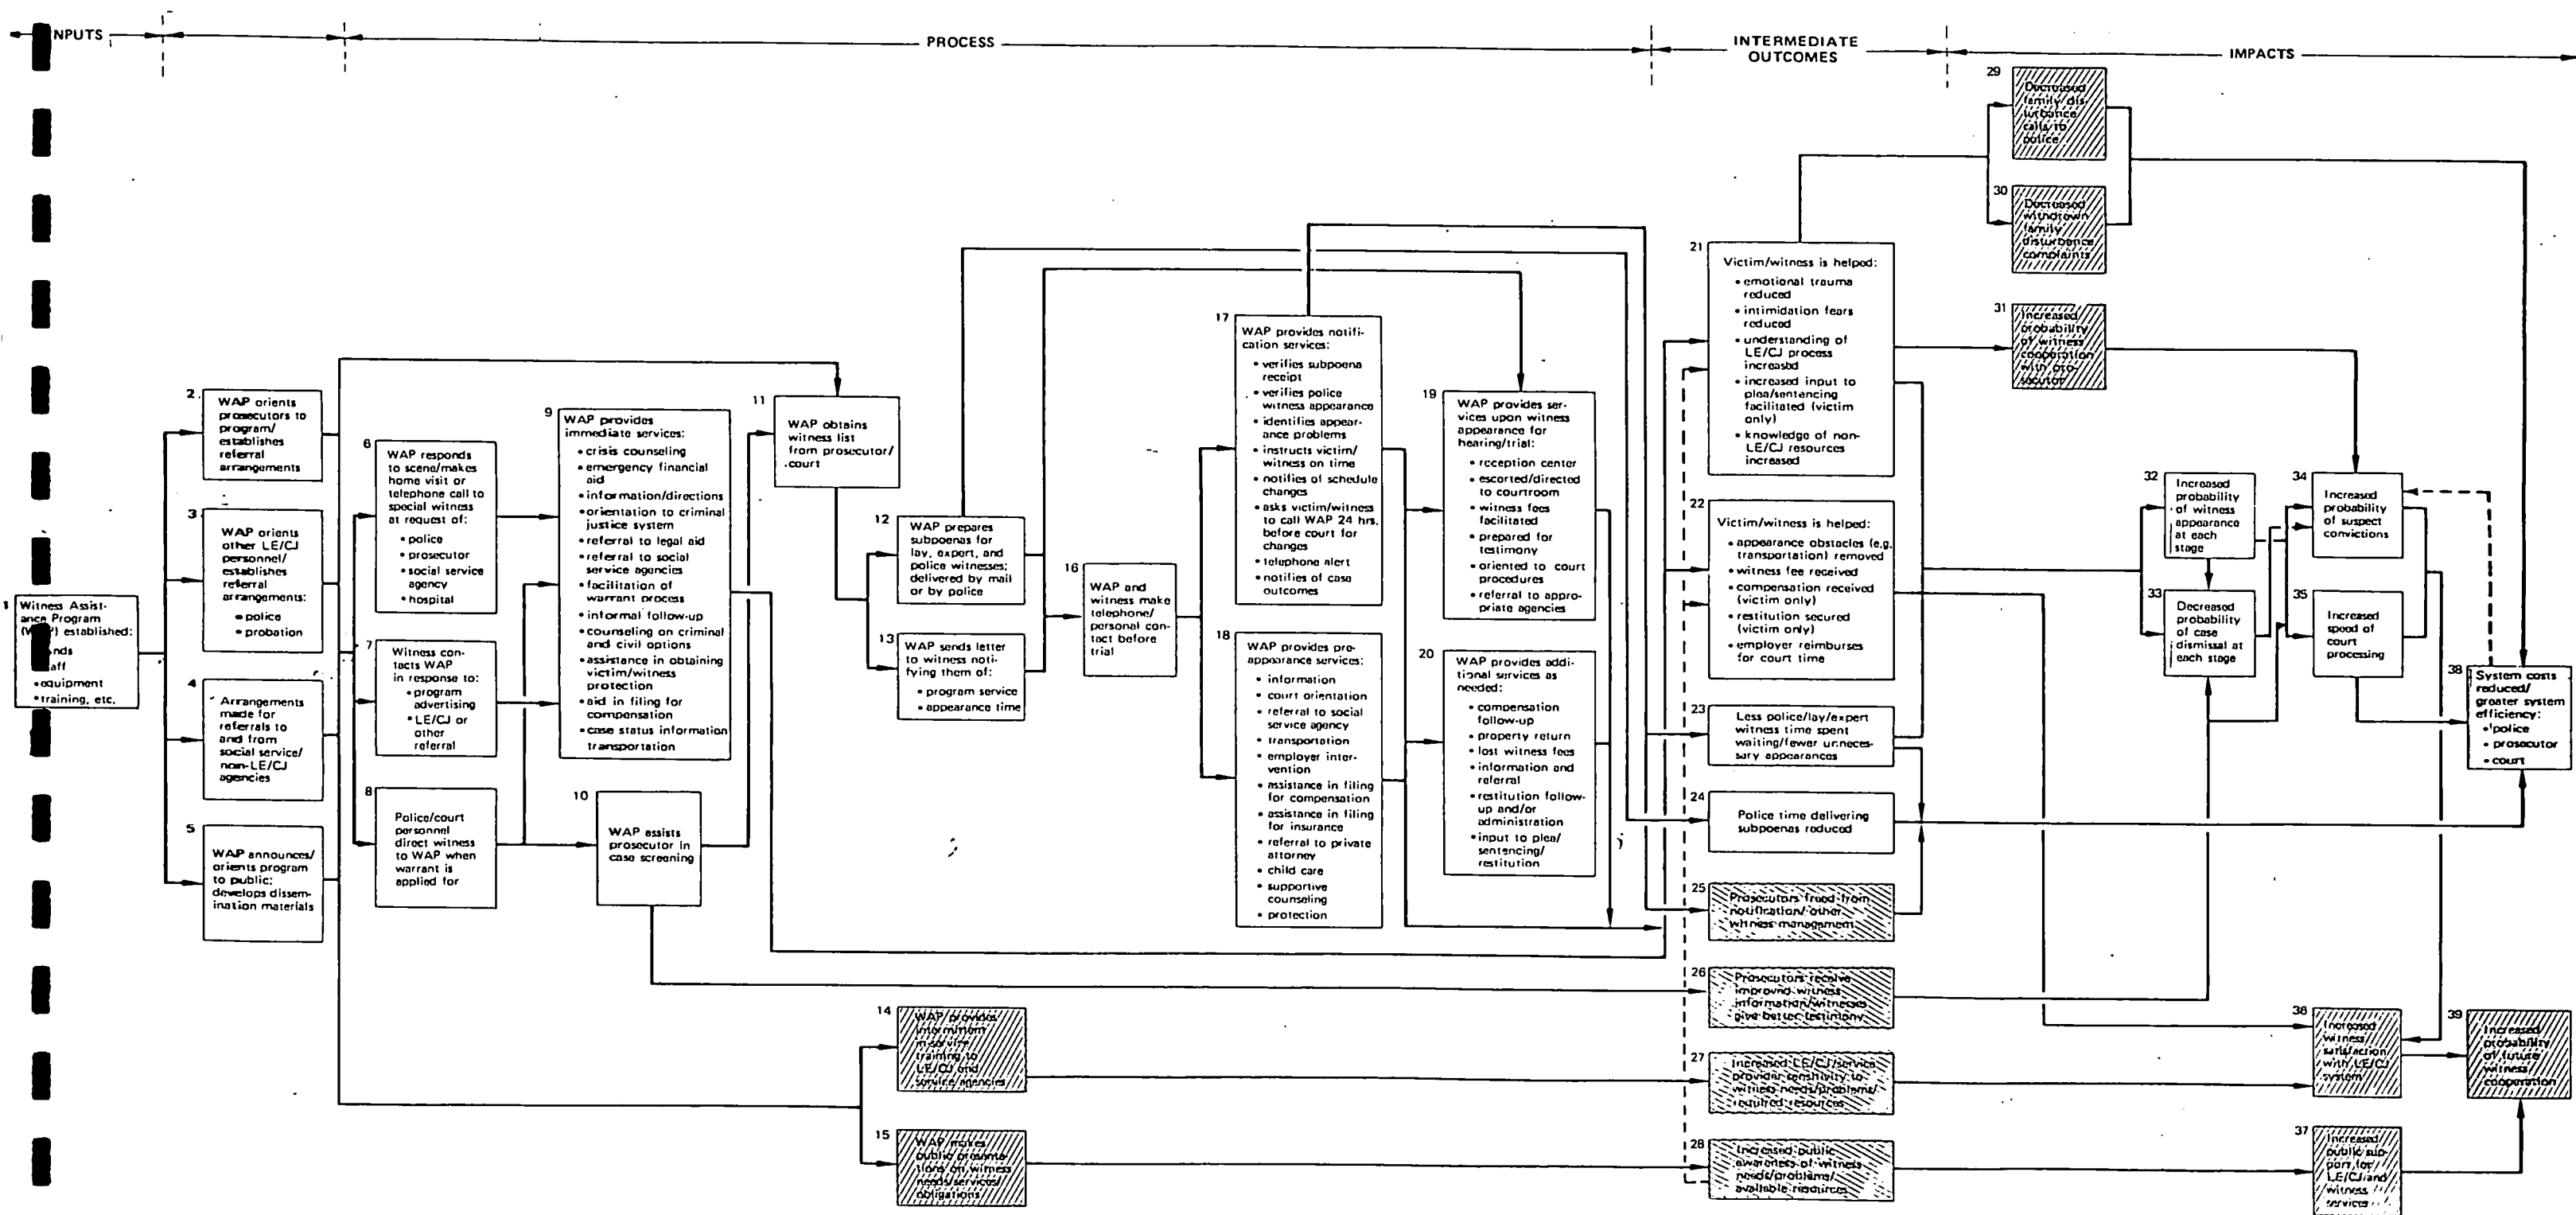 NPUTS
PROCESS
INTERMEDIATE
OUTCOMES
IMPACTS
1
Witness Assist-
ance Program
established:
equipment
• training, etc.
2.
WAP orients
prosecutors to
program/
establishes
referral
arrangements
3
WAP orients
other LE/CJ
personnel/
establishes
referral
arrangements:
• police
• probation
4
Arrangements
made for
referrals to
and from
social service/
non-LE/CJ
agencies
5
WAP announces/
orients program
to public;
develops dissem-
ination materials
6
WAP responds
to scene/makes
home visit or
telephone call to
special witness
at request of:
• police
• prosecutor
• social service
agency
• hospital
7
Witness con-
tacts WAP
in response to:
• program
advertising
• LE/CJ or
other
referral
8
Police/court
personnel
direct witness
to WAP when
warrant is
applied for
9
WAP provides
immediate services:
• crisis counseling
• emergency financial
aid
• information/directions
• orientation to criminal
justice system
• referral to legal aid
• referral to social
service agencies
• facilitation of
warrant process
• informal follow-up
• counseling on criminal
and civil options
• assistance in obtaining
victim/witness
protection
• aid in filing for
compensation
• case status information
transportation
10
WAP assists
prosecutor in
case screening
11
WAP obtains
witness list
from prosecutor/
court
12
WAP prepares
subpoenas for
lay, expert, and
police witnesses;
delivered by mail
or by police
13
WAP sends letter
to witness noti-
fying them of:
• program service
• appearance time
14
WAP provides
intermittent
in-service
training to
LE/CJ and
service agencies
15
WAP makes
public presenta-
tions on witness
needs/services/
obligations
16
WAP and
witness make
telephone/
personal con-
tact before
trial
17
WAP provides notifi-
cation services:
• verifies subpoena
receipt
• verifies police
witness appearance
• identifies appear-
ance problems
• instructs victim/
witness on time
• notifies of schedule
changes
• asks victim/witness
to call WAP 24 hrs.
before court for
changes
• telephone alert
• notifies of case
outcomes
18
WAP provides pre-
appearance services:
• information
• court orientation
• referral to social
service agency
• transportation
• employer inter-
vention
• assistance in filing
for compensation
• assistance in filing
for insurance
• referral to private
attorney
• child care
• supportive
counseling
• protection
19
WAP provides ser-
vices upon witness
appearance for
hearing/trial:
• reception center
• escorted/directed
to courtroom
• witness fees
facilitated
• prepared for
testimony
• oriented to court
procedures
• referral to appro-
priate agencies
20
WAP provides addi-
tional services as
needed:
• compensation
follow-up
• property return
• lost witness fees
• information and
referral
• restitution follow-
up and/or
administration
• input to plea/
sentencing/
restitution
21
Victim/witness is helped:
• emotional trauma
reduced
• intimidation fears
reduced
• understanding of
LE/CJ process
increased
• increased input to
plea/sentencing
facilitated (victim
only)
• knowledge of non-
LE/CJ resources
increased
22
Victim/witness is helped:
• appearance obstacles (e.g.
transportation) removed
• witness fee received
• compensation received
(victim only)
• restitution secured
(victim only)
• employer reimburses
for court time
23
Less police/lay/expert
witness time spent
waiting/fewer unneces-
sary appearances
24
Police time delivering
subpoenas reduced
25
Prosecutors freed from
notification/other
witness management
26
Prosecutors receive
improved witness
information/witnesses
give better testimony
27
Increased LE/CJ/service
provider sensitivity to
witness needs/problems/
required resources
28
Increased public
awareness of witness
needs/problems/
available resources
29
Decreased
family dis-
turbance
calls to
police
30
Decreased
withdrawn
family
disturbance
complaints
31
Increased
probability
of witness
cooperation
with pro-
secutor
32
Increased
probability
of witness
appearance
at each
stage
33
Decreased
probability
of case
dismissal at
each stage
34
Increased
probability
of suspect
convictions
35
Increased
speed of
court
processing
36
Increased
witness
satisfaction
with LE/CJ
system
37
Increased
public sup-
port for
LE/CJ and
witness
services
38
System costs
reduced/
greater system
efficiency:
• police
• prosecutor
• court
39
Increased
probability
of future
witness
cooperation